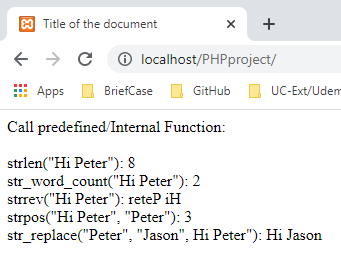 Title of the document
localhost/PHPproject/
Apps BriefCase GitHub UC-Ext/Uder
Call predefined/Internal Function:
strlen("Hi Peter"): 8
str_word_count("Hi Peter"): 2
strrev("Hi Peter"): reteP iH
strpos("Hi Peter", "Peter"): 3
str_replace("Peter", "Jason", Hi Peter"): Hi Jason